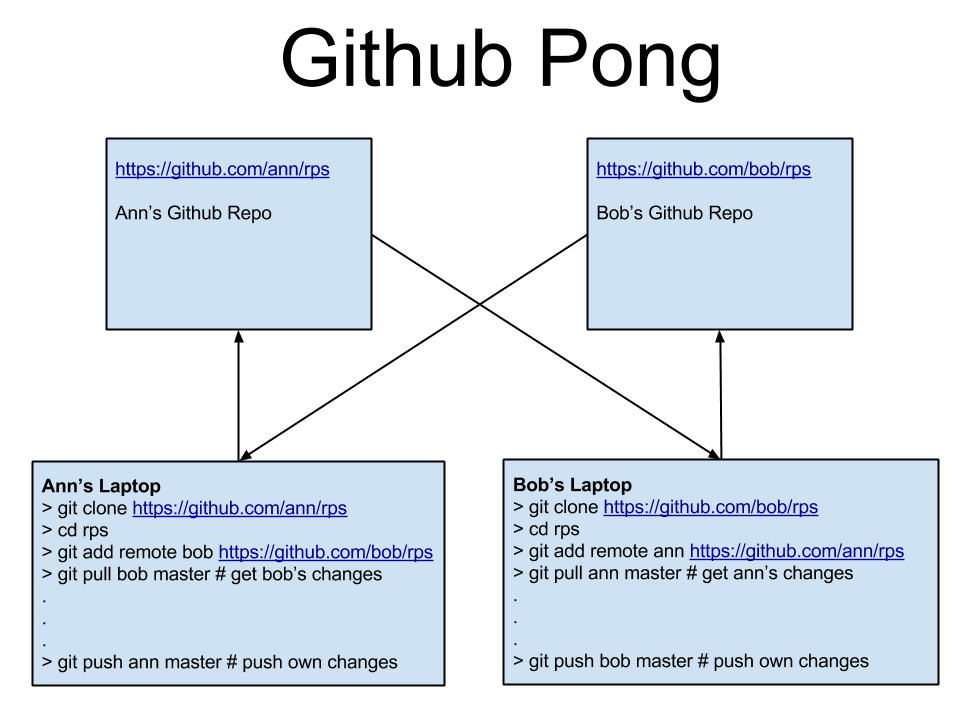 Github Pong
https://github.com/ann/rps
Ann’s Github Repo
https://github.com/bob/rps
Bob’s Github Repo
Ann’s Laptop
> git clone https://github.com/ann/rps
> cd rps
> git add remote bob https://github.com/bob/rps
> git pull bob master # get bob’s changes
.
.
.
> git push ann master # push own changes
Bob’s Laptop
> git clone https://github.com/bob/rps
> cd rps
> git add remote ann https://github.com/ann/rps
> git pull ann master # get ann’s changes
.
.
.
> git push bob master # push own changes